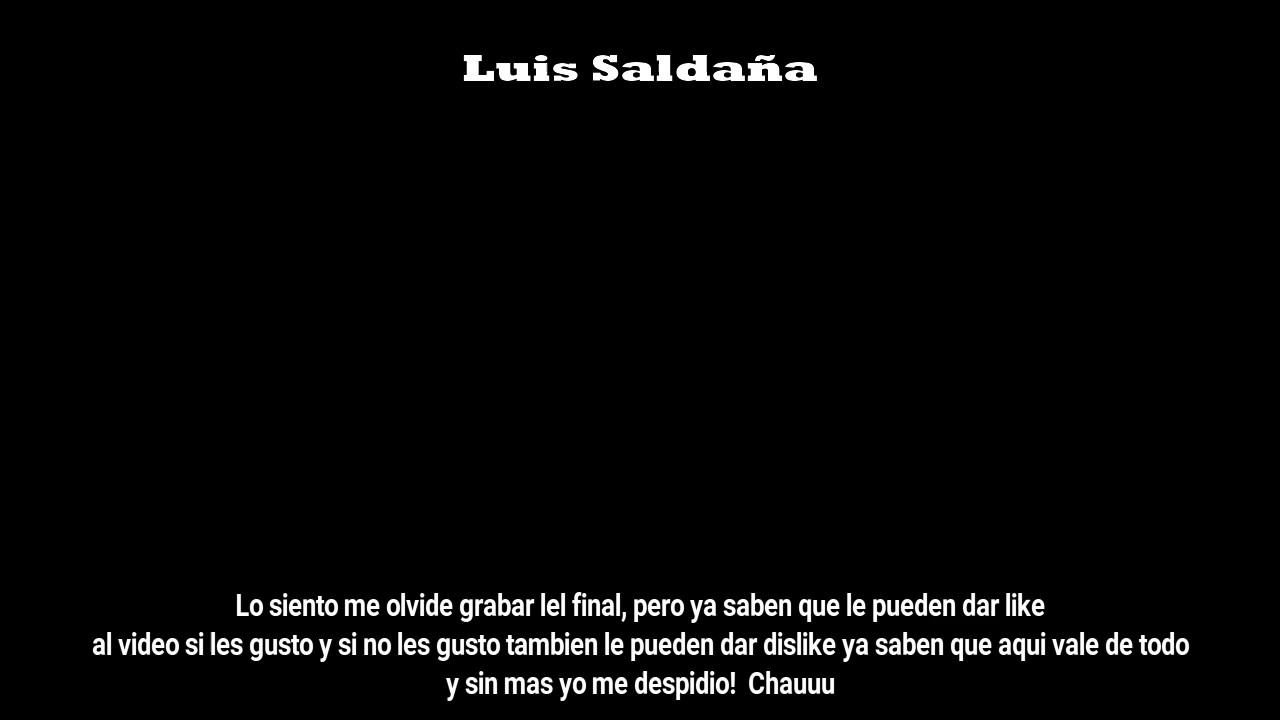 Luis Saldaña
Lo siento me olvide grabar lel final, pero ya saben que le pueden dar like
al video si les gusto y si no les gusto tambien le pueden dar dislike ya saben que aqui vale de todo
y sin mas yo me despidio!  Chauuu